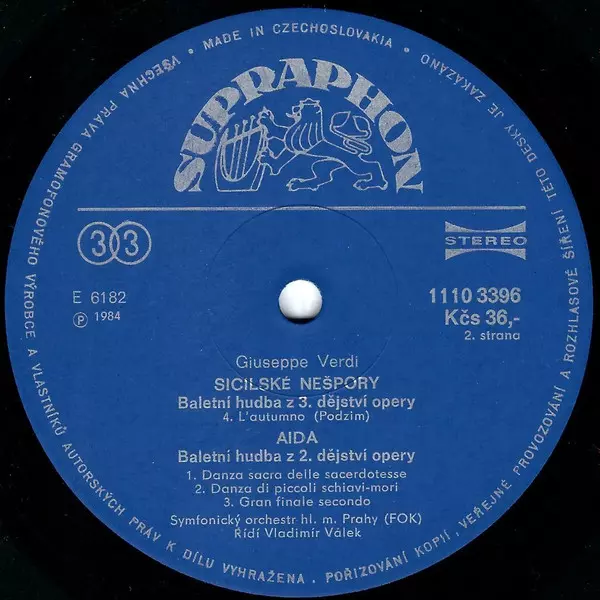 MADE IN CZECHOSLOVAKIA · VŠECHNA PRÁVA GRAMOFONOVÉHO VÝROBCE A VLASTNÍKŮ AUTORSKÝCH PRÁV K DÍLU VYHRAŽENA. POŘIZOVÁNÍ KOPIÍ, VEŘEJNÉ PROVOZOVÁNÍ A ROZHLASOVÉ ŠÍŘENÍ TÉTO DESKY JE ZAKÁZÁNO
SUPRAPHON
33
STEREO
E 6182
1110 3396
Ⓟ 1984
Kčs 36,-
2. strana
Giuseppe Verdi
SICILSKÉ NEŠPORY
Baletní hudba z 3. dějství opery
4. L'autumno (Podzim)
AIDA
Baletní hudba z 2. dějství opery
1. Danza sacra delle sacerdotesse
2. Danza di piccoli schiavi-mori
3. Gran finale secondo
Symfonický orchestr hl. m. Prahy (FOK)
Řídí Vladimír Válek